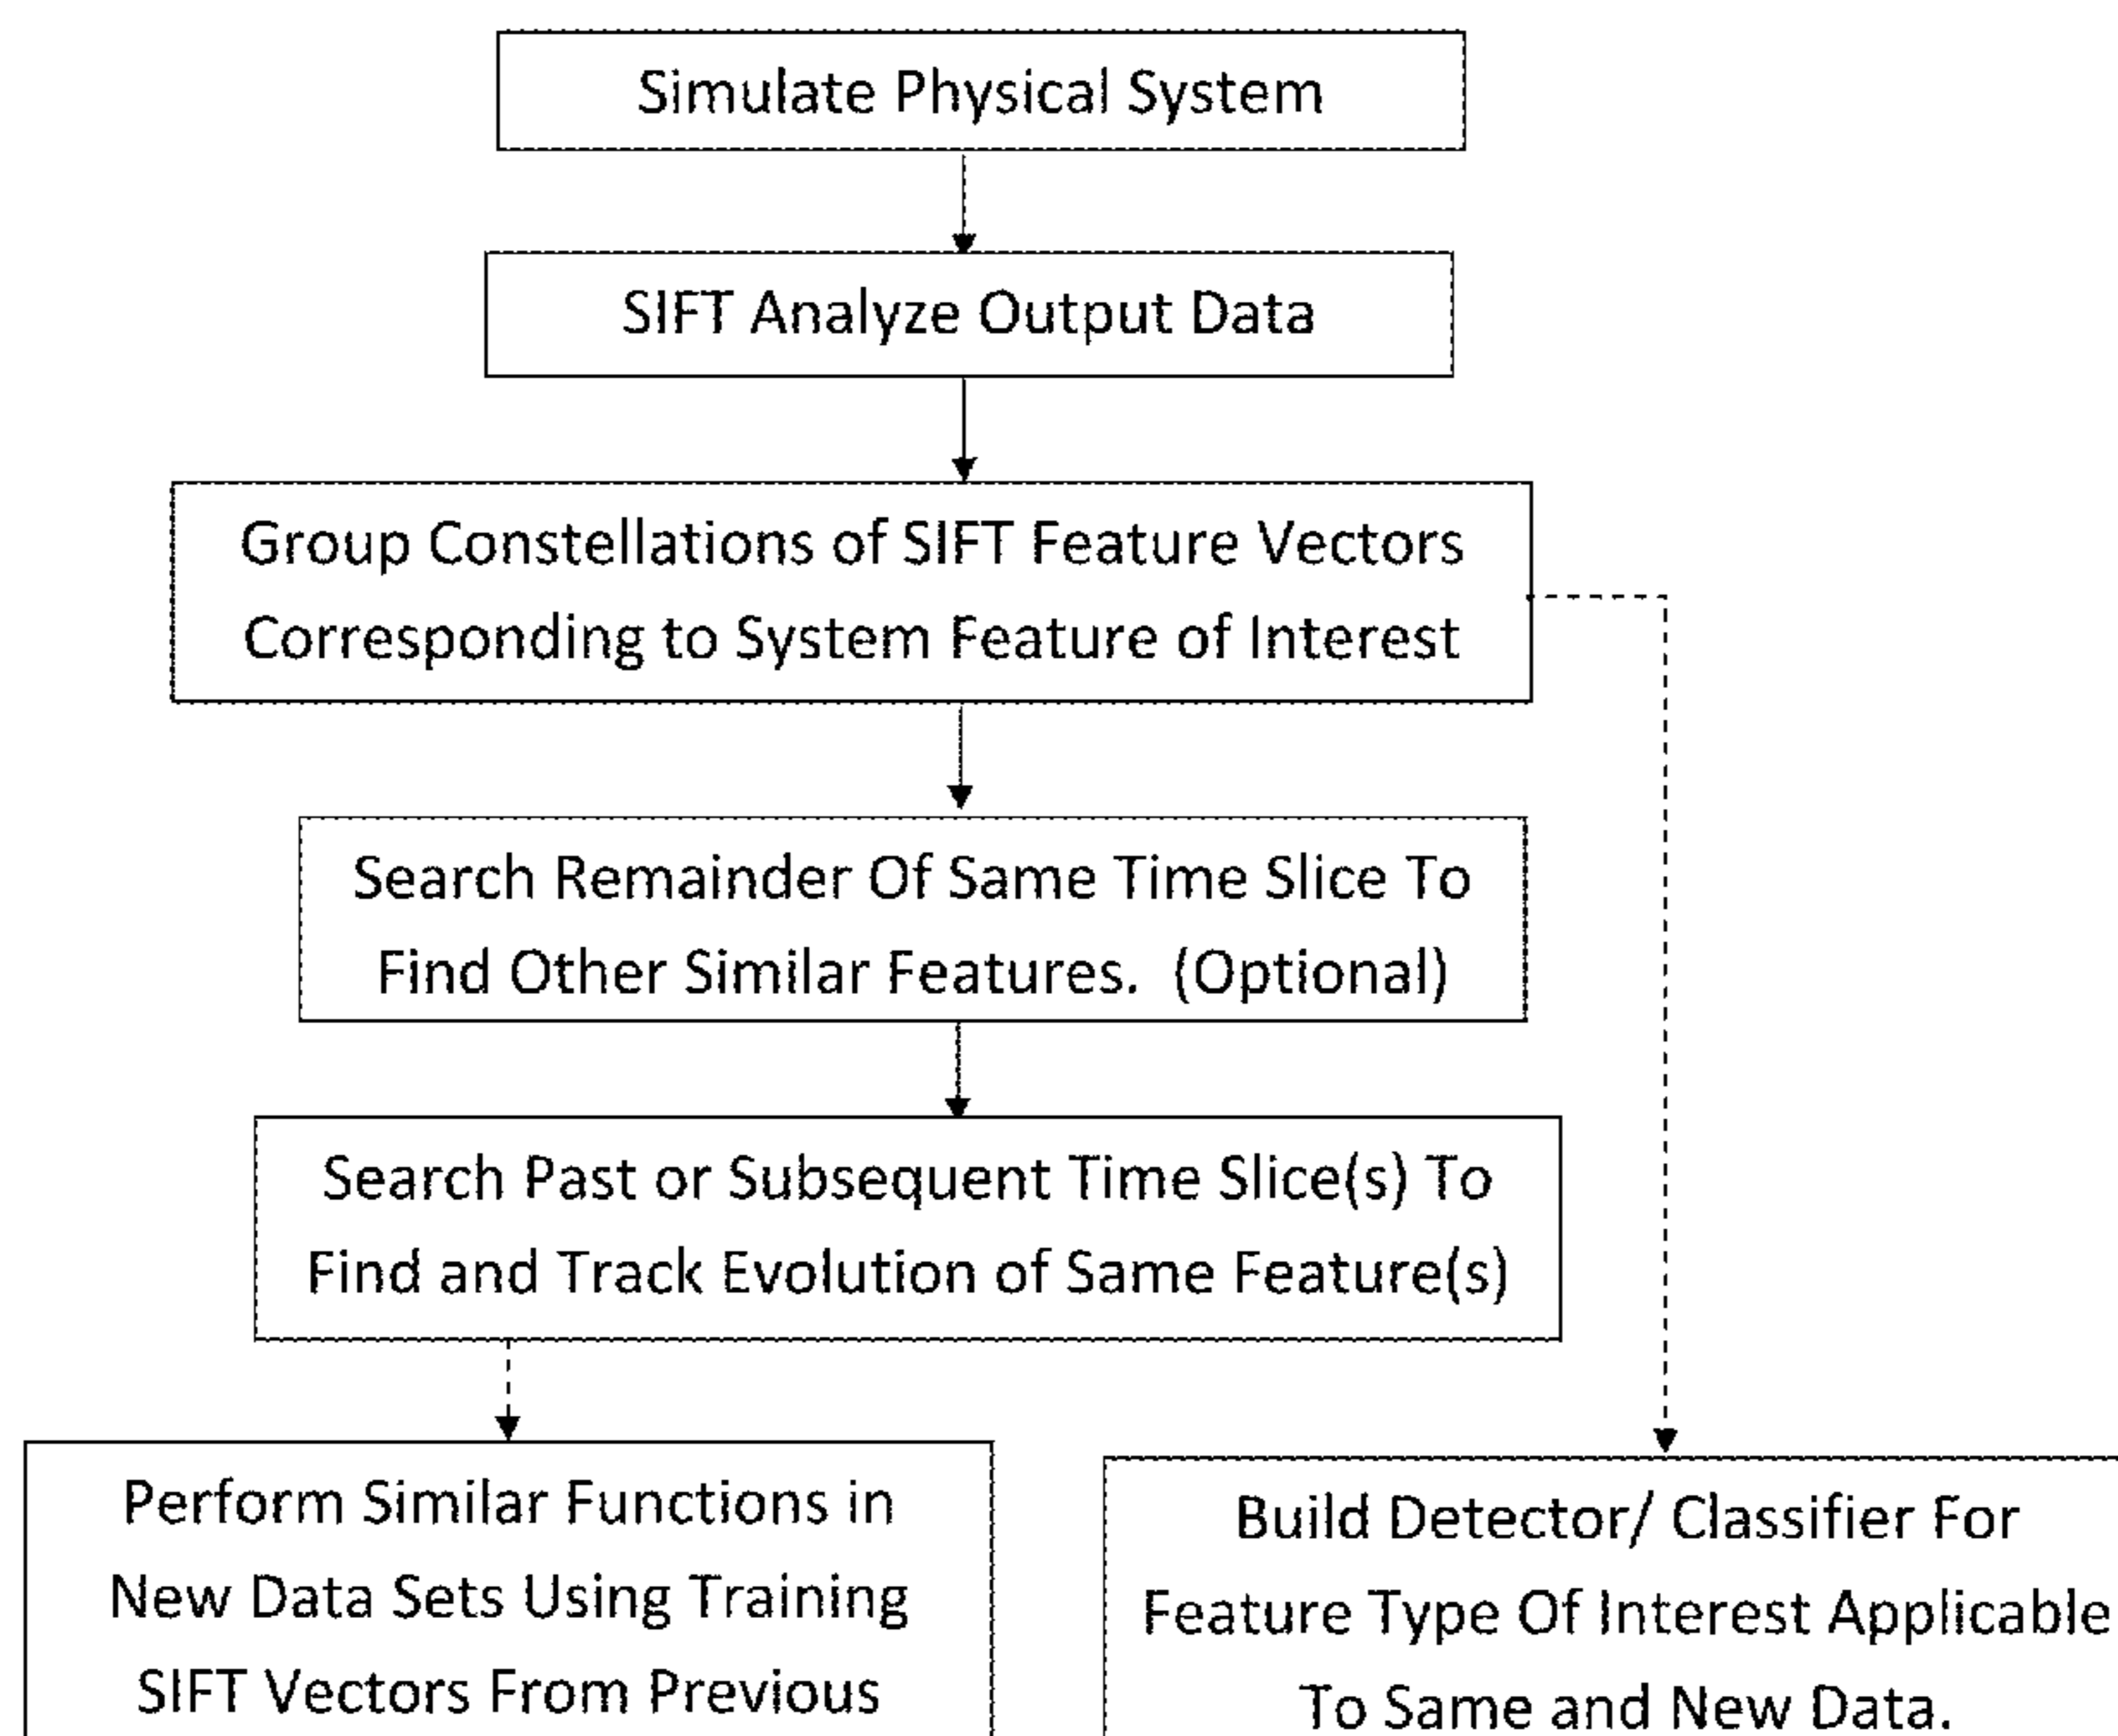 Simulate Physical System
SIFT Analyze Output Data
Group Constellations of SIFT Feature Vectors
Corresponding to System Feature of Interest
Search Remainder Of Same Time Slice To
Find Other Similar Features. (Optional)
Search Past or Subsequent Time Slice(s) To
Find and Track Evolution of Same Feature(s)
Perform Similar Functions in
New Data Sets Using Training
SIFT Vectors From Previous
Build Detector/ Classifier For
Feature Type Of Interest Applicable
To Same and New Data.